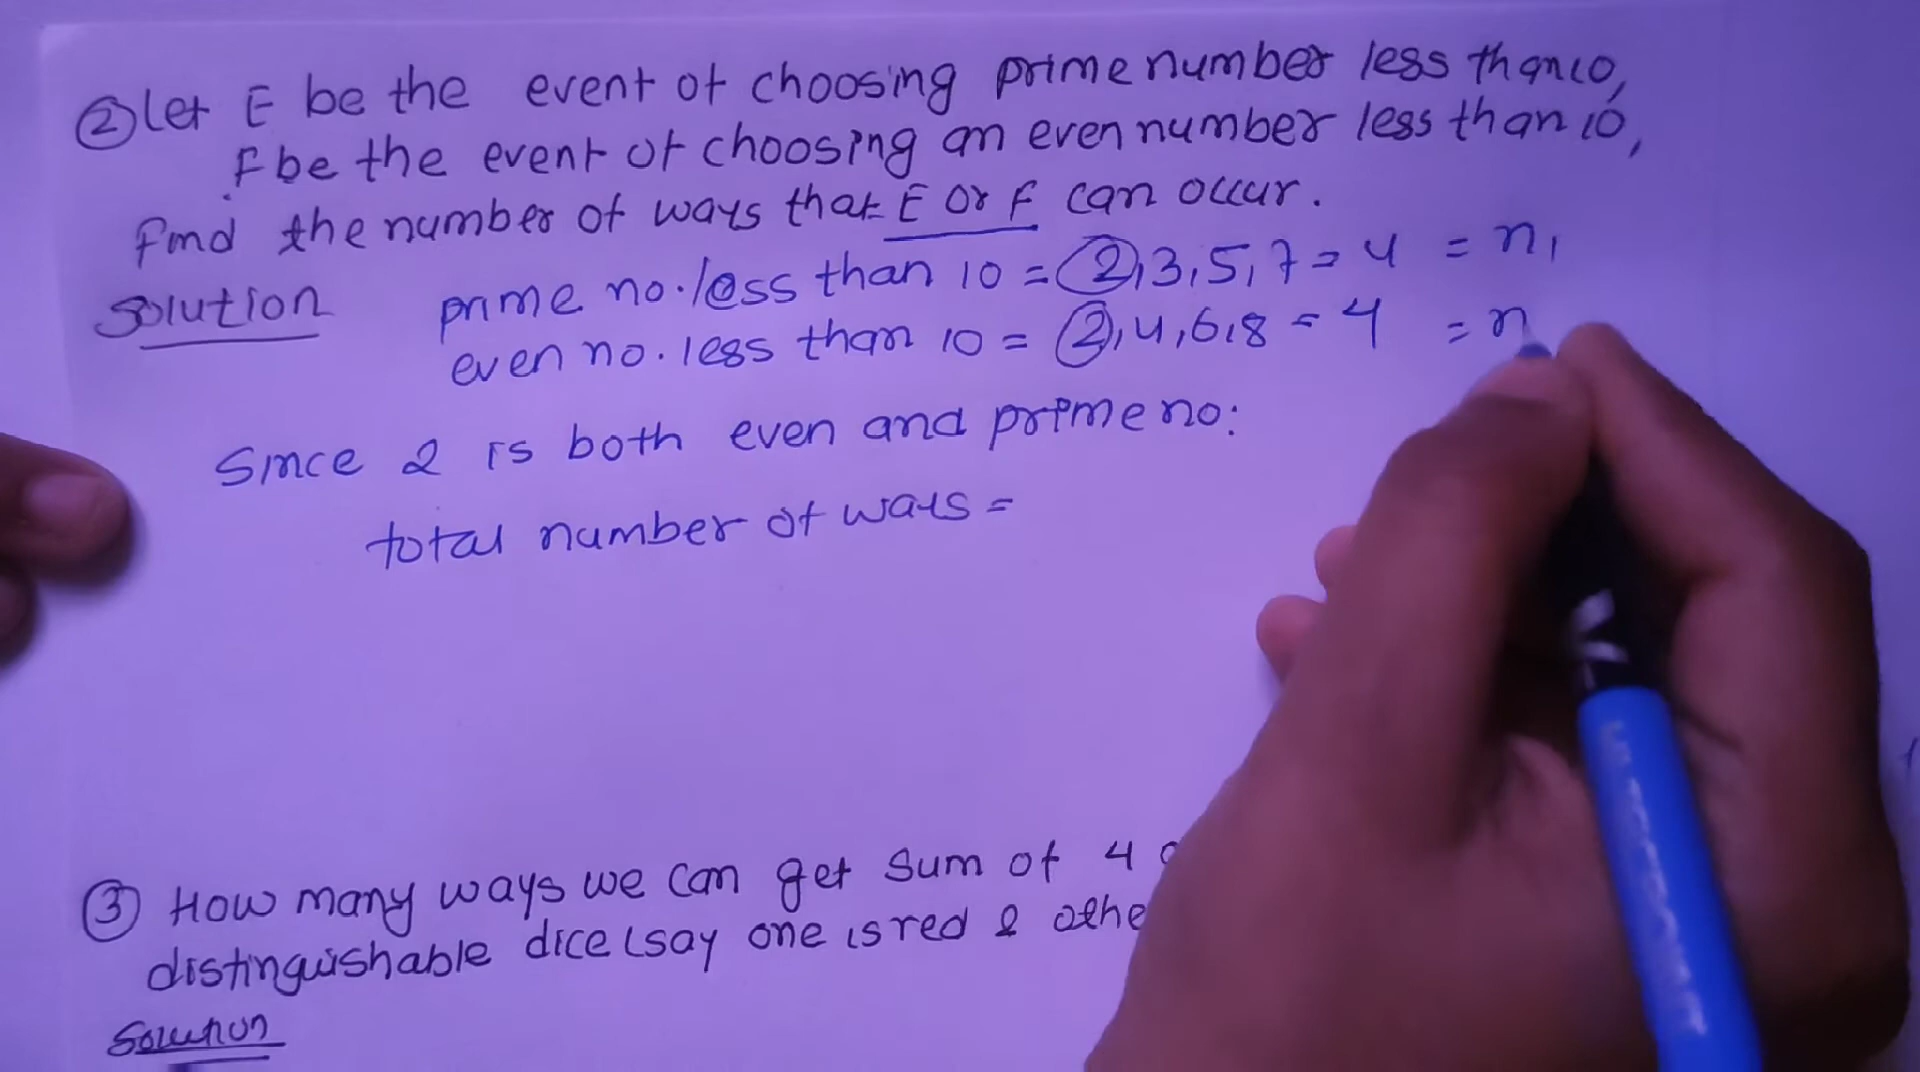 ② Let E be the event of choosing prime number less than 10,
F be the event of choosing an even number less than 10,
Find the number of ways that E or F can occur.
Solution prime no. less than 10 = 2, 3, 5, 7 = 4 = n1
even no. less than 10 = 2, 4, 6, 8 = 4 = n
Since 2 is both even and prime no:
total number of ways =
③ How many ways we can get sum of 4
distinguishable dice (say one is red & othe
Solution